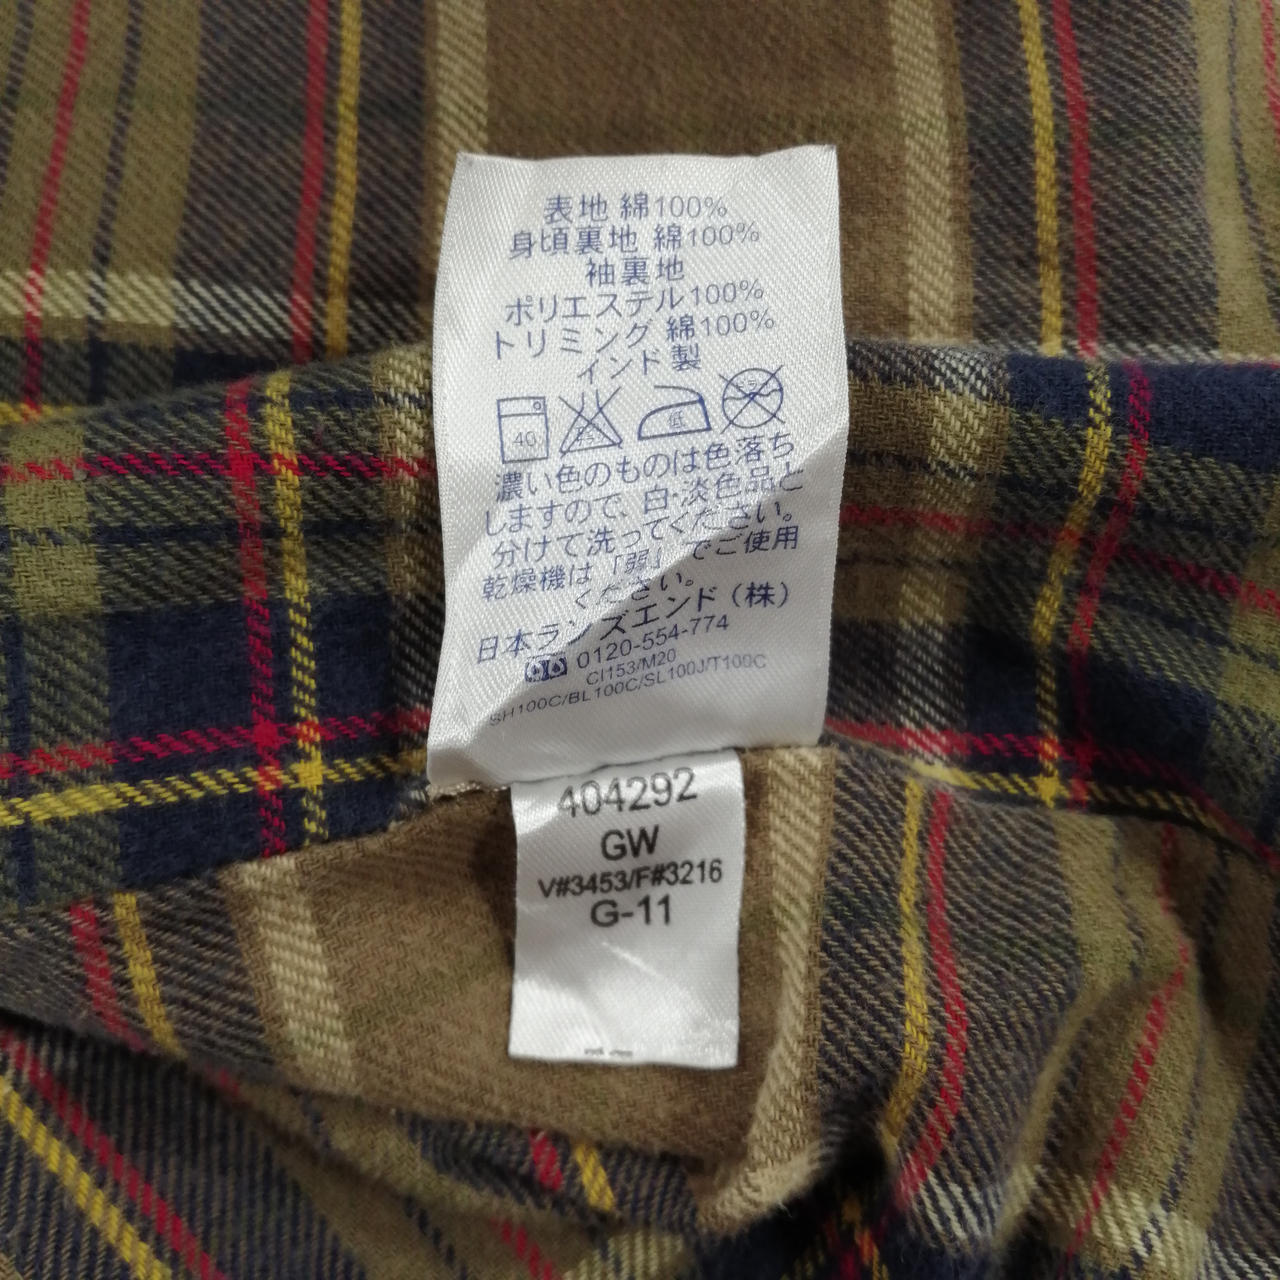 表地 綿100%
身頃裏地 綿100%
袖裏地
ポリエステル100%
トリミング 綿100%
インド製
40
低
濃い色のものは色落ち
しますので、白・淡色品と
分けて洗ってください。
乾燥機は「弱」でご使用
ください。
日本ランズエンド（株）
0120-554-774
CI153/M20
SH100C/BL100C/SL100J/T100C
404292
GW
V#3453/F#3216
G-11